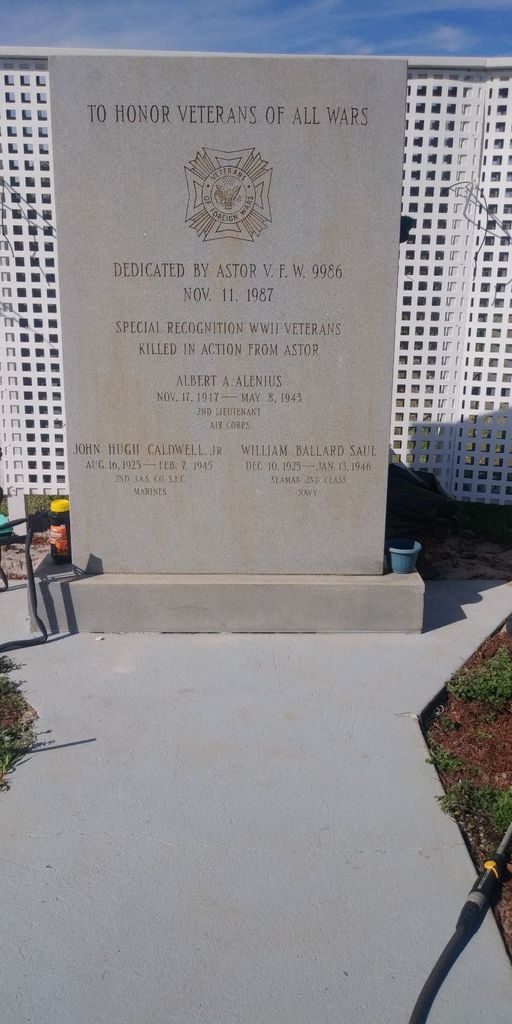 TO HONOR VETERANS OF ALL WARS
VETERANS
OF FOREIGN WARS
DEDICATED BY ASTOR V. F. W. 9986
NOV. 11, 1987
SPECIAL RECOGNITION WWII VETERANS
KILLED IN ACTION FROM ASTOR
ALBERT A. ALENIUS
NOV. 17, 1917 — MAY 8, 1943
2ND LIEUTENANT
AIR CORPS
JOHN HUGH CALDWELL, JR
AUG. 16, 1923 — FEB. 7, 1945
2ND J.A.S. CO. S.F.C
MARINES
WILLIAM BALLARD SAUL
DEC 10, 1925 — JAN. 13, 1946
SEAMAN 2ND CLASS
NAVY